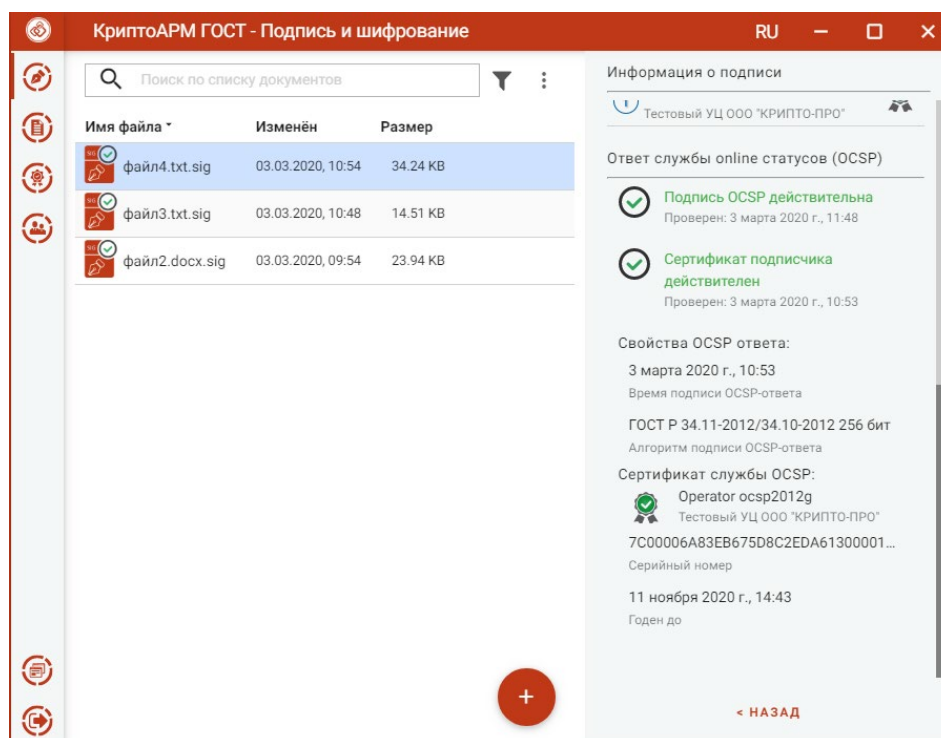 КриптоАРМ ГОСТ - Подпись и шифрование
RU
Поиск по списку документов
Имя файла
Изменён
Размер
SIG
файл4.txt.sig
03.03.2020, 10:54
34.24 KB
SIG
файл3.txt.sig
03.03.2020, 10:48
14.51 KB
SIG
файл2.docx.sig
03.03.2020, 09:54
23.94 KB
Информация о подписи
Тестовый УЦ ООО "КРИПТО-ПРО"
Ответ службы online статусов (OCSP)
Подпись OCSP действительна
Проверен: 3 марта 2020 г., 11:48
Сертификат подписчика
действителен
Проверен: 3 марта 2020 г., 10:53
Свойства OCSP ответа:
3 марта 2020 г., 10:53
Время подписи OCSP-ответа
ГОСТ Р 34.11-2012/34.10-2012 256 бит
Алгоритм подписи OCSP-ответа
Сертификат службы OCSP:
Operator ocsp2012g
Тестовый УЦ ООО "КРИПТО-ПРО"
7C00006A83EB675D8C2EDA61300001...
Серийный номер
11 ноября 2020 г., 14:43
Годен до
< НАЗАД